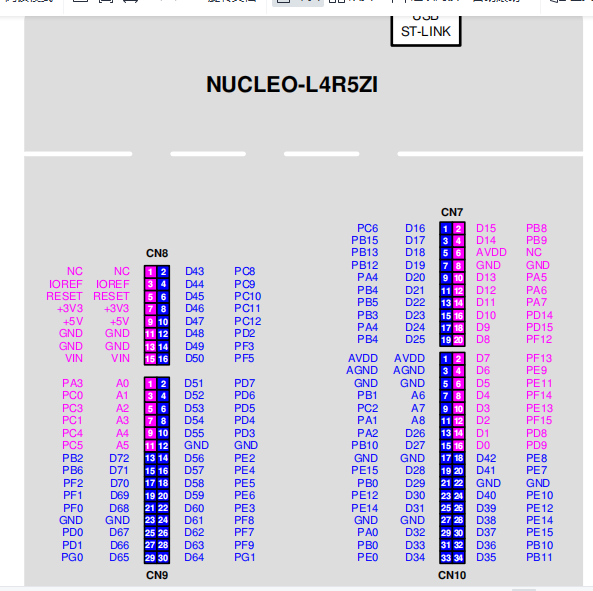 ST-LINK
NUCLEO-L4R5ZI
CN7
PC6 D16 1 2 D15 PB8
PB15 D17 3 4 D14 PB9
PB13 D18 5 6 AVDD NC
PB12 D19 7 8 GND GND
PA4 D20 9 10 D13 PA5
PB4 D21 11 12 D12 PA6
PB5 D22 13 14 D11 PA7
PB3 D23 15 16 D10 PD14
PA4 D24 17 18 D9 PD15
PB4 D25 19 20 D8 PF12
AVDD AVDD 1 2 D7 PF13
AGND AGND 3 4 D6 PE9
GND GND 5 6 D5 PE11
PB1 A6 7 8 D4 PF14
PC2 A7 9 10 D3 PE13
PA1 A8 11 12 D2 PF15
PA2 D26 13 14 D1 PD8
PB10 D27 15 16 D0 PD9
GND GND 17 18 D42 PE8
PE15 D28 19 20 D41 PE7
PB0 D29 21 22 GND GND
PE12 D30 23 24 D40 PE10
PE14 D31 25 26 D39 PE12
GND GND 27 28 D38 PE14
PA0 D32 29 30 D37 PE15
PB0 D33 31 32 D36 PB10
PE0 D34 33 34 D35 PB11
CN10
CN8
NC NC 1 2 D43 PC8
IOREF IOREF 3 4 D44 PC9
RESET RESET 5 6 D45 PC10
+3V3 +3V3 7 8 D46 PC11
+5V +5V 9 10 D47 PC12
GND GND 11 12 D48 PD2
GND GND 13 14 D49 PF3
VIN VIN 15 16 D50 PF5
PA3 A0 1 2 D51 PD7
PC0 A1 3 4 D52 PD6
PC3 A2 5 6 D53 PD5
PC1 A3 7 8 D54 PD4
PC4 A4 9 10 D55 PD3
PC5 A5 11 12 GND GND
PB2 D72 13 14 D56 PE2
PB6 D71 15 16 D57 PE4
PF2 D70 17 18 D58 PE5
PF1 D69 19 20 D59 PE6
PF0 D68 21 22 D60 PE3
GND GND 23 24 D61 PF8
PD0 D67 25 26 D62 PF7
PD1 D66 27 28 D63 PF9
PG0 D65 29 30 D64 PG1
CN9